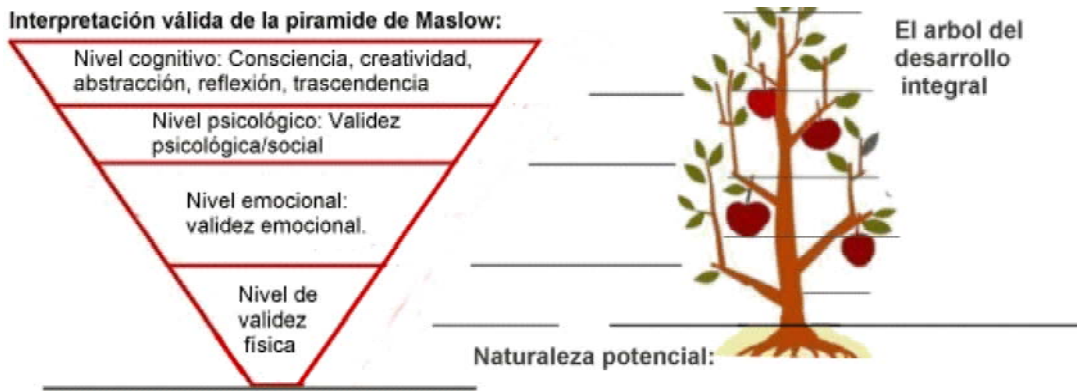 Interpretación válida de la piramide de Maslow:
Nivel cognitivo: Consciencia, creatividad,
abstracción, reflexión, trascendencia
Nivel psicológico: Validez
psicológica/social
Nivel emocional:
validez emocional.
Nivel de
validez
física
El arbol del
desarrollo
integral
Naturaleza potencial: